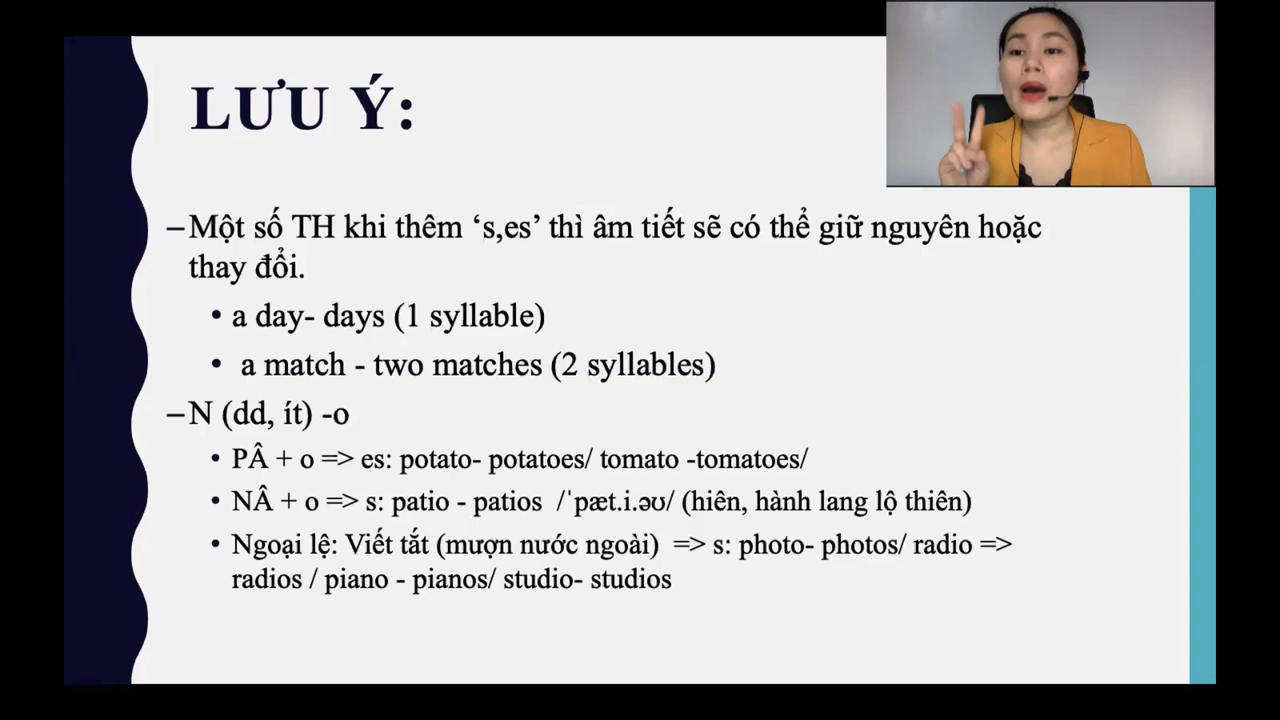 LƯU Ý:
–Một số TH khi thêm ‘s,es’ thì âm tiết sẽ có thể giữ nguyên hoặc
thay đổi.
• a day- days (1 syllable)
• a match - two matches (2 syllables)
–N (dd, ít) -o
• PÂ + o => es: potato- potatoes/ tomato -tomatoes/
• NÂ + o => s: patio - patios /ˈpæt.i.əʊ/ (hiên, hành lang lộ thiên)
• Ngoại lệ: Viết tắt (mượn nước ngoài) => s: photo- photos/ radio =>
radios / piano - pianos/ studio- studios